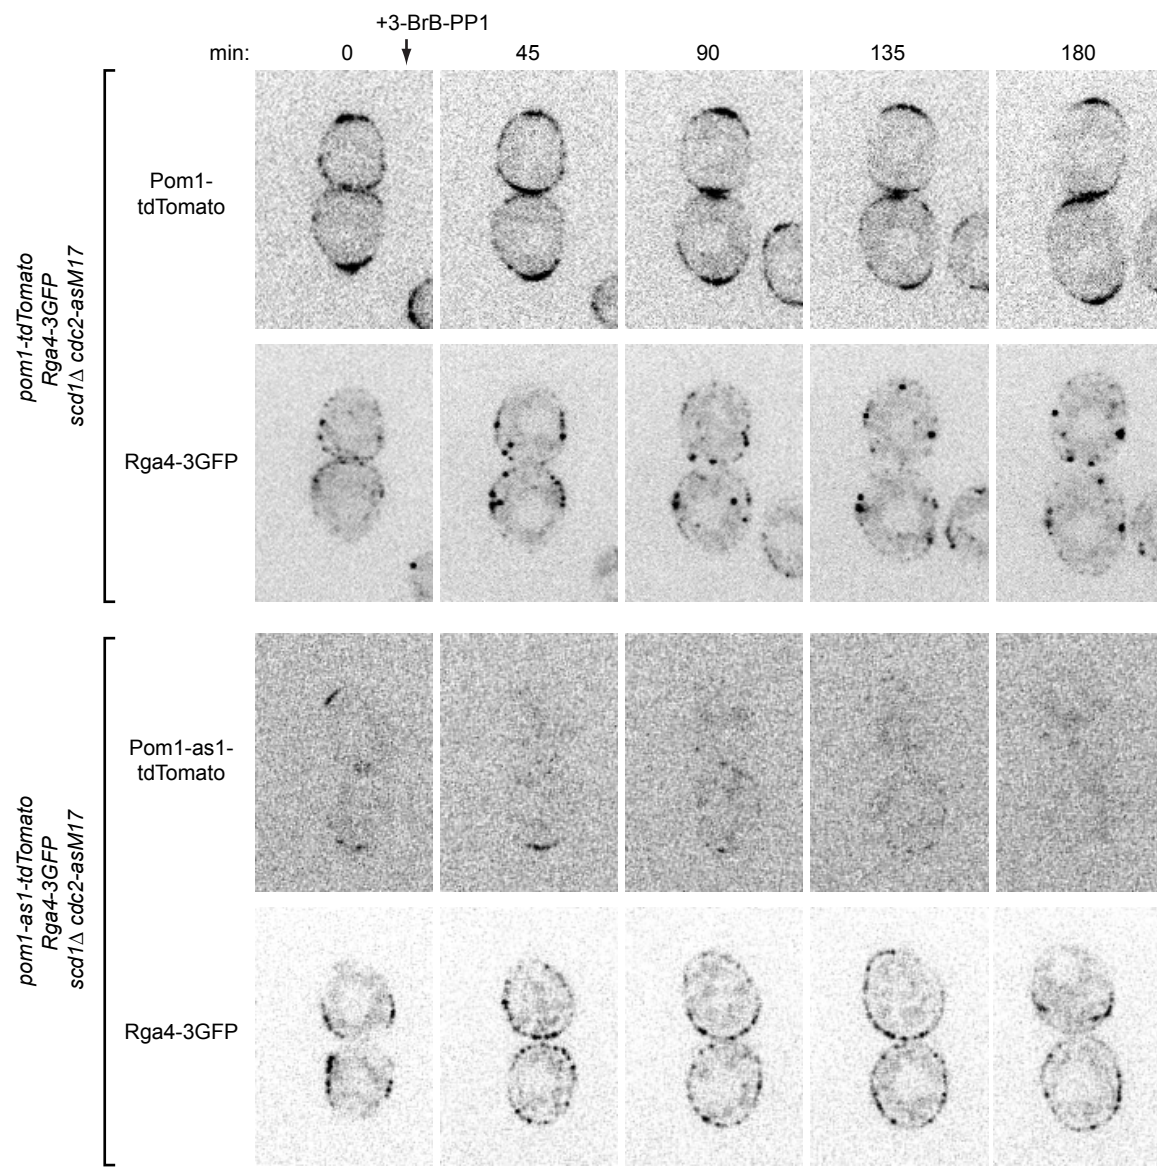 +3-BrB-PP1
min: 0 45 90 135 180
pom1-tdTomato
Rga4-3GFP
scd1Δ cdc2-asM17
Pom1-
tdTomato
Rga4-3GFP
pom1-as1-tdTomato
Rga4-3GFP
scd1Δ cdc2-asM17
Pom1-as1-
tdTomato
Rga4-3GFP